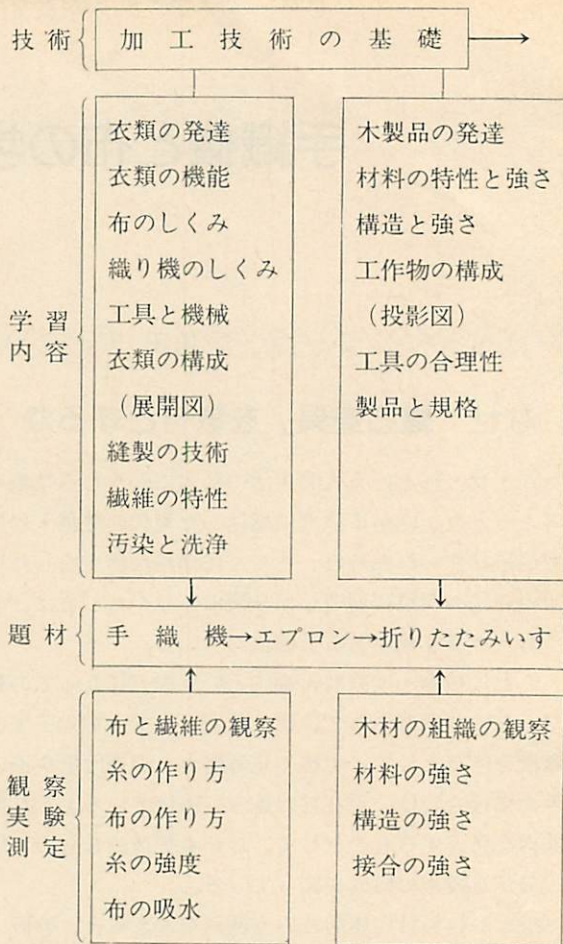 技術
加工技術の基礎
学習
内容
衣類の発達
衣類の機能
布のしくみ
織り機のしくみ
工具と機械
衣類の構成
(展開図)
縫製の技術
繊維の特性
汚染と洗浄
木製品の発達
材料の特性と強さ
構造と強さ
工作物の構成
(投影図)
工具の合理性
製品と規格
題材
手織機→エプロン→折りたたみいす
観察
実験
測定
布と繊維の観察
糸の作り方
布の作り方
糸の強度
布の吸水
木材の組織の観察
材料の強さ
構造の強さ
接合の強さ